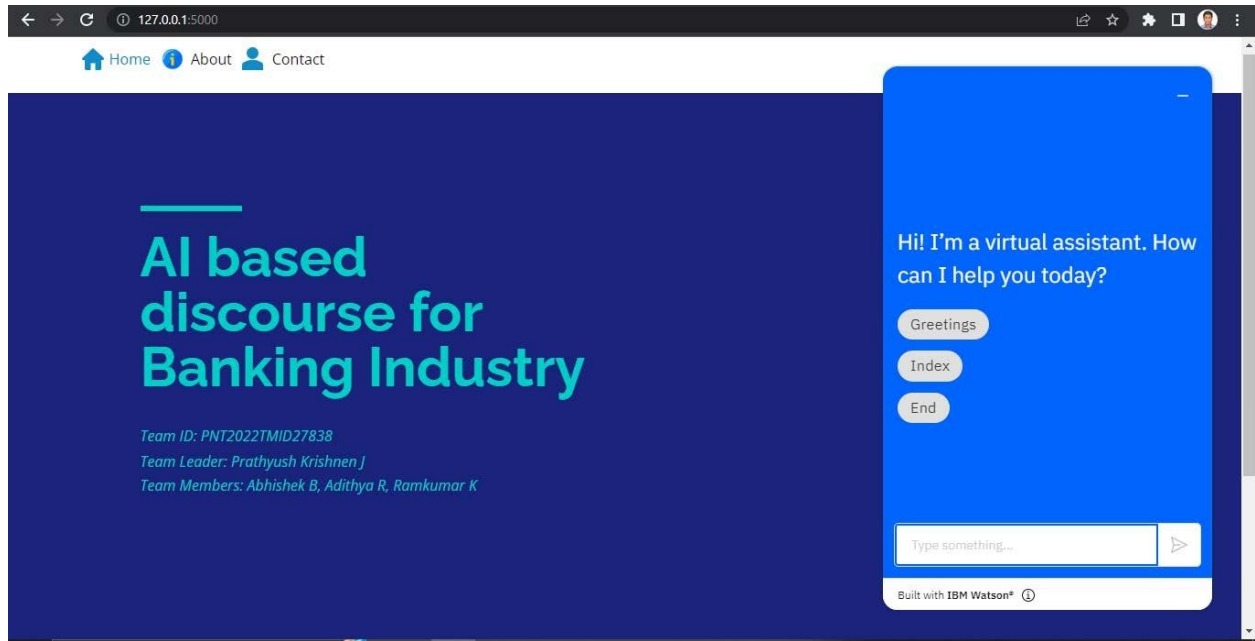 127.0.0.1:5000
Home About Contact
AI based
discourse for
Banking Industry
Team ID: PNT2022TMID27838
Team Leader: Prathyush Krishnen J
Team Members: Abhishek B, Adithya R, Ramkumar K
Hi! I’m a virtual assistant. How
can I help you today?
Greetings
Index
End
Type something...
Built with IBM Watson®